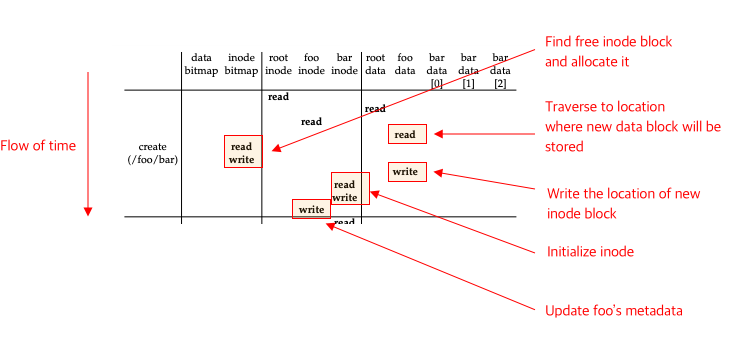 Find free inode block
and allocate it
data inode root foo bar root foo bar bar bar
bitmap bitmap inode inode inode data data data data data
[0] [1] [2]
read
read
Traverse to location
where new data block will be
stored
read
read
Flow of time
create
(/foo/bar)
read
write
write
Write the location of new
inode block
read
write
write
read
Initialize inode
Update foo's metadata